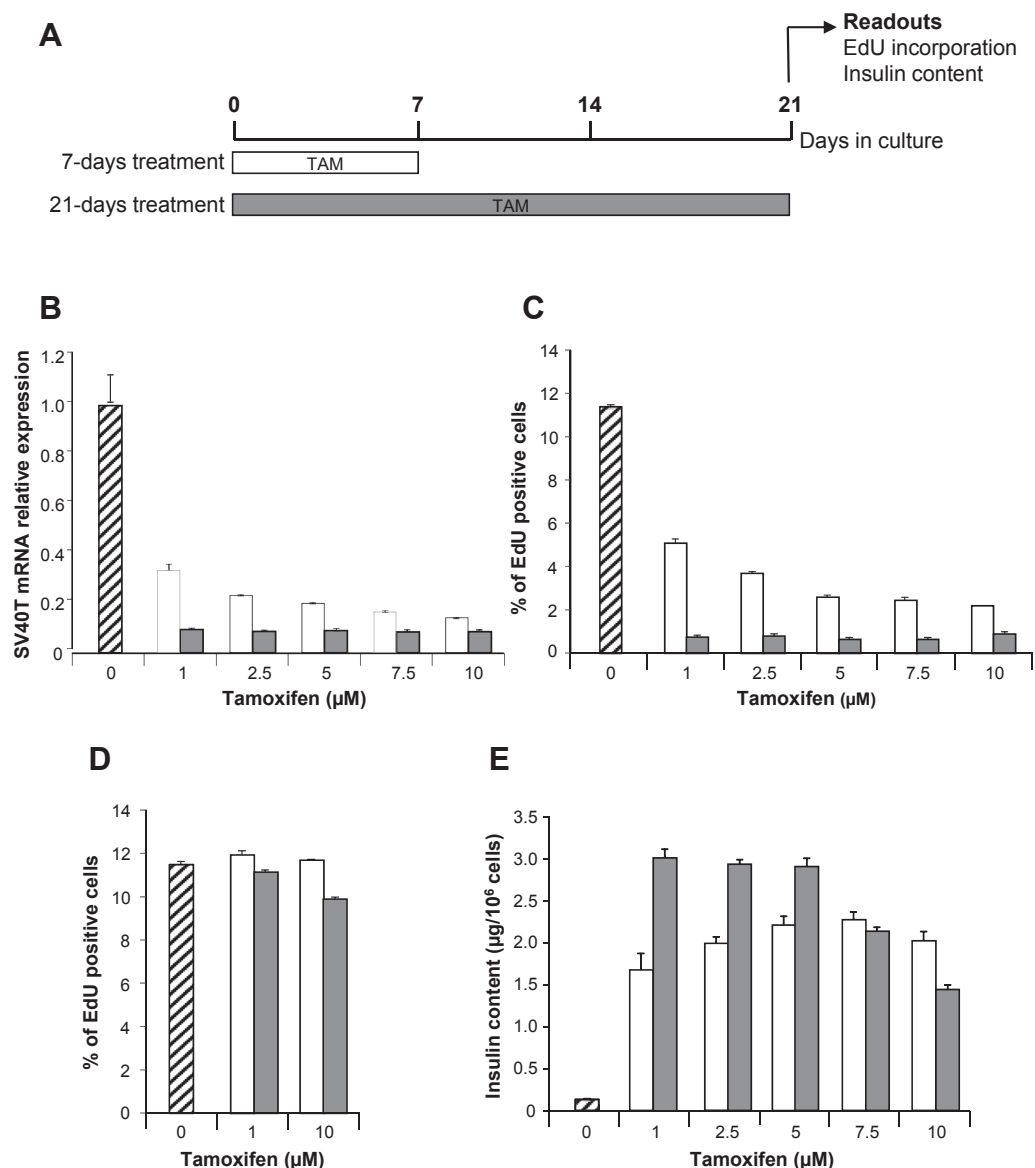 A
Readouts
EdU incorporation
Insulin content
0 7 14 21
Days in culture
7-days treatment TAM
21-days treatment TAM
B
SV40T mRNA relative expression
1.2
1.0
0.8
0.6
0.4
0.2
0
0 1 2.5 5 7.5 10
Tamoxifen (µM)
C
% of EdU positive cells
14
12
10
8
6
4
2
0
0 1 2.5 5 7.5 10
Tamoxifen (µM)
D
% of EdU positive cells
14
12
10
8
6
4
2
0
0 1 10
Tamoxifen (µM)
E
Insulin content (µg/10⁶ cells)
3.5
3.0
2.5
2.0
1.5
1.0
0.5
0
0 1 2.5 5 7.5 10
Tamoxifen (µM)